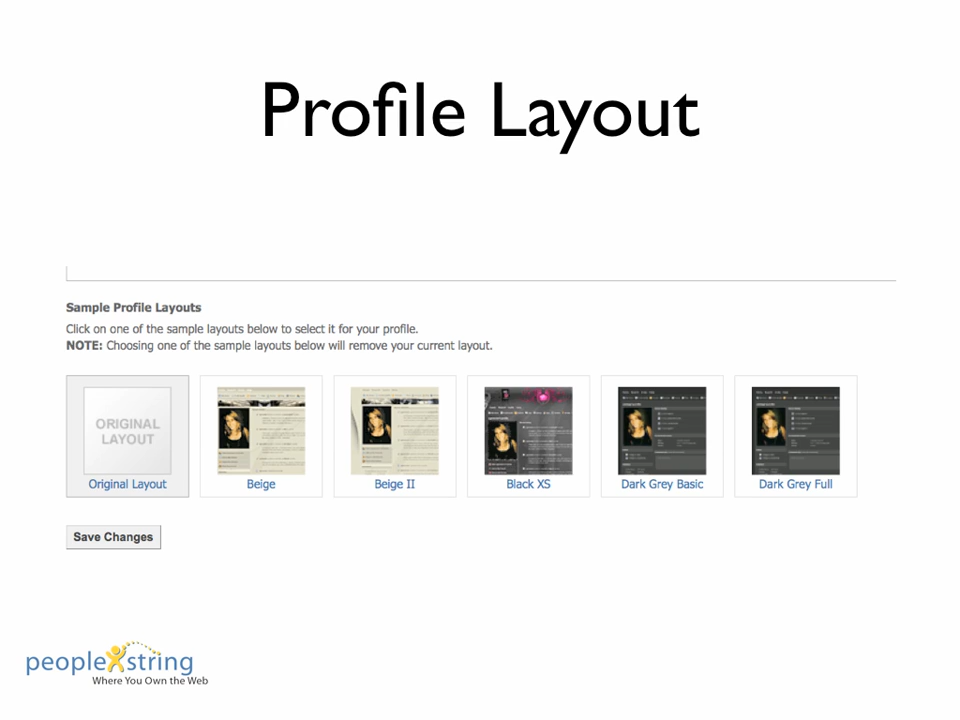 Profile Layout
Sample Profile Layouts
Click on one of the sample layouts below to select it for your profile.
NOTE: Choosing one of the sample layouts below will remove your current layout.
ORIGINAL
LAYOUT
Original Layout
Beige
Beige II
Black XS
Dark Grey Basic
Dark Grey Full
Save Changes
people string
Where You Own the Web